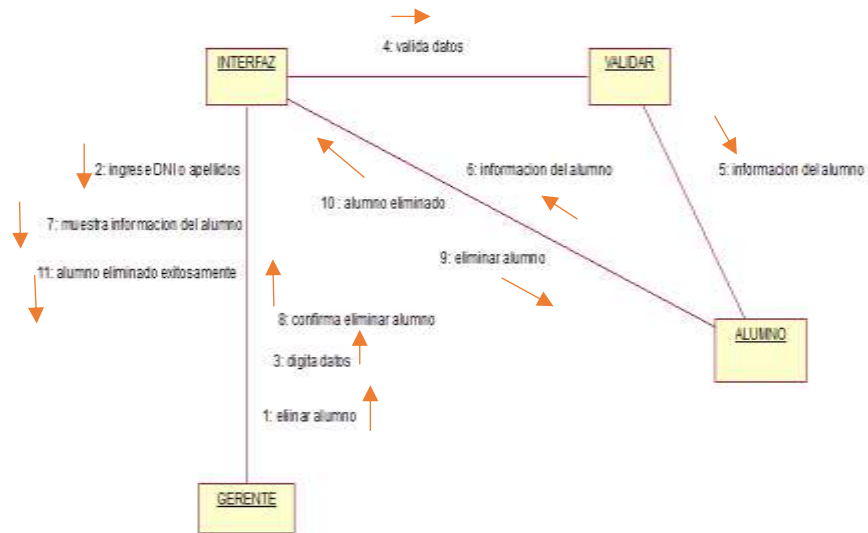 4: valida datos
INTERFAZ
VALIDAR
2: ingrese DNI o apellidos
6: informacion del alumno
5: informacion del alumno
10 : alumno eliminado
7: muestra informacion del alumno
9: eliminar alumno
11: alumno eliminado exitosamente
8: confirma eliminar alumno
ALUMNO
3: digita datos
1: elinar alumno
GERENTE